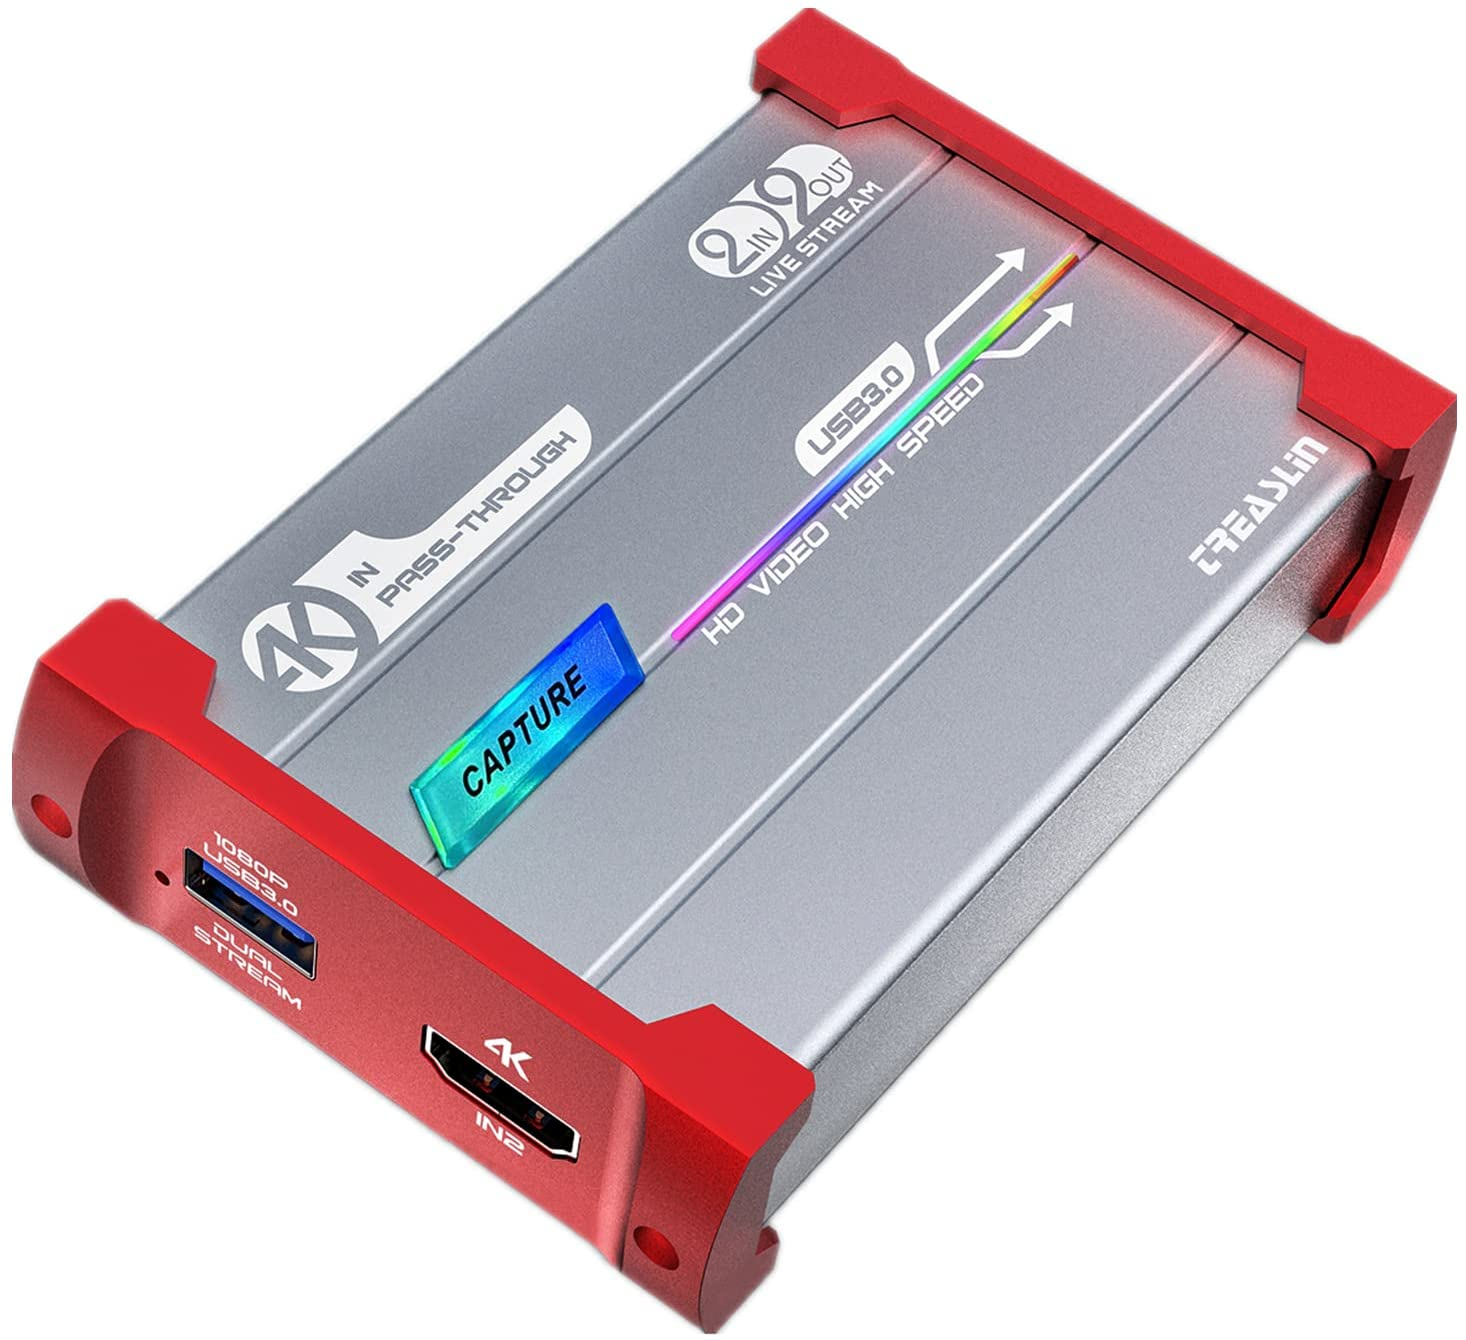 2IN 2OUT
LIVE STREAM
4K IN
PASS-THROUGH
USB3.0
HD VIDEO HIGH SPEED
TREASLIN
CAPTURE
1080P
USB3.0
DUAL
STREAM
4K
IN2